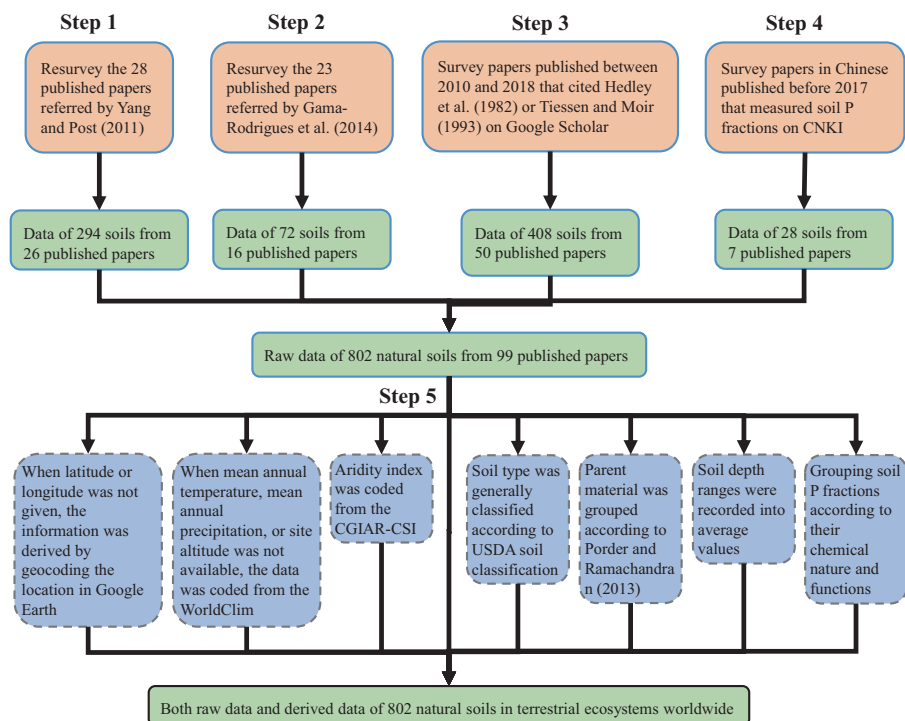 Step 1
Step 2
Step 3
Step 4
Resurvey the 28
published papers
referred by Yang
and Post (2011)
Resurvey the 23
published papers
referred by Gama-
Rodrigues et al. (2014)
Survey papers published between
2010 and 2018 that cited Hedley
et al. (1982) or Tiessen and Moir
(1993) on Google Scholar
Survey papers in Chinese
published before 2017
that measured soil P
fractions on CNKI
Data of 294 soils from
26 published papers
Data of 72 soils from
16 published papers
Data of 408 soils from
50 published papers
Data of 28 soils from
7 published papers
Raw data of 802 natural soils from 99 published papers
Step 5
When latitude or
longitude was not
given, the
information was
derived by
geocoding the
location in Google
Earth
When mean annual
temperature, mean
annual
precipitation, or site
altitude was not
available, the data
was coded from the
WorldClim
Aridity index
was coded
from the
CGIAR-CSI
Soil type was
generally
classified
according to
USDA soil
classification
Parent
material was
grouped
according to
Porder and
Ramachandra
n (2013)
Soil depth
ranges were
recorded into
average
values
Grouping soil
P fractions
according to
their
chemical
nature and
functions
Both raw data and derived data of 802 natural soils in terrestrial ecosystems worldwide